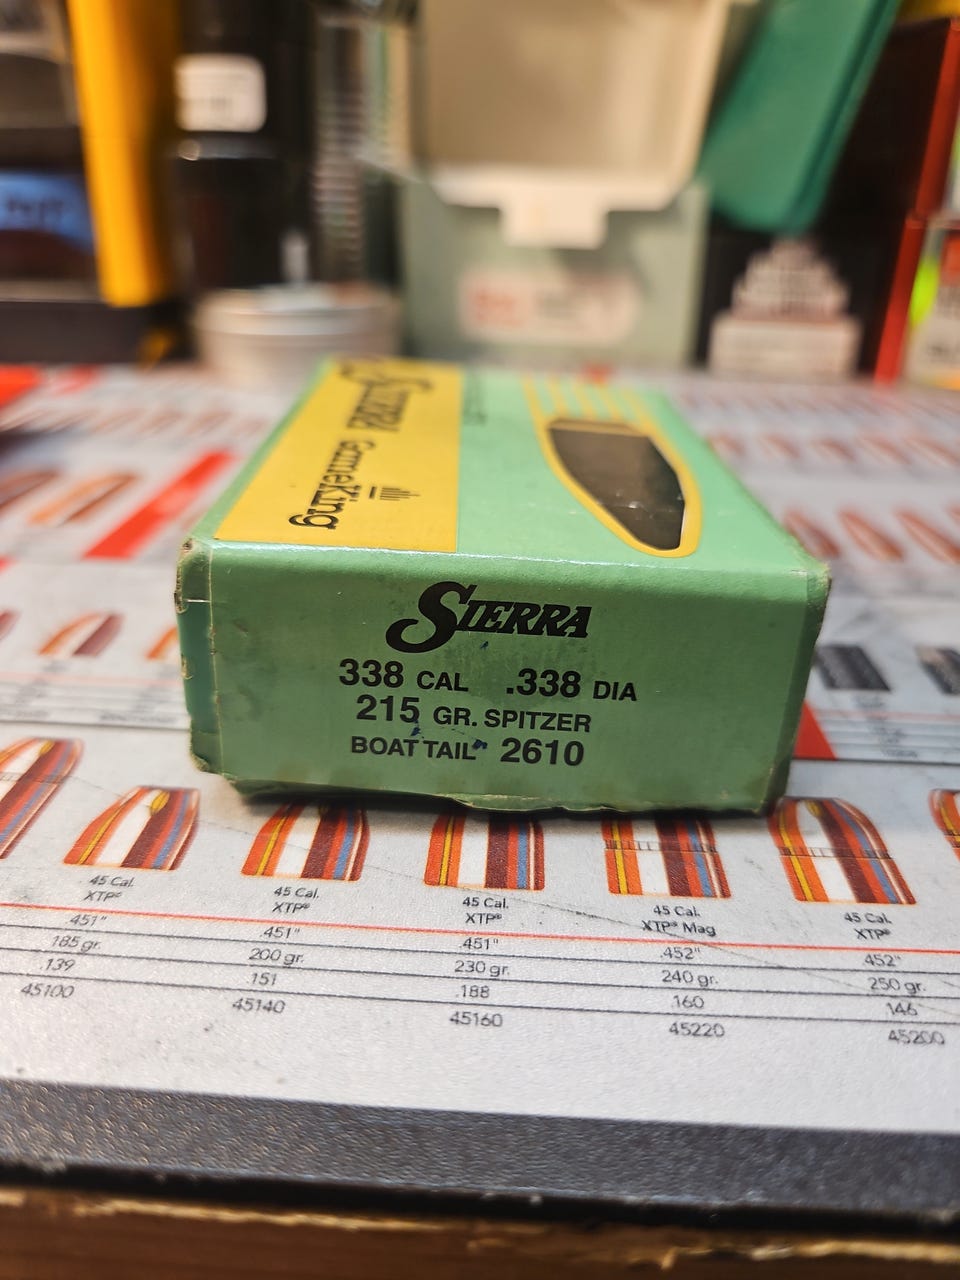 SIERRA GameKing
SIERRA
338 CAL .338 DIA
215 GR. SPITZER
BOAT TAIL 2610
45 Cal. 45 Cal. 45 Cal. 45 Cal. 45 Cal.
XTP® XTP® XTP® XTP® Mag XTP®
.451" .451" .451" .452" .452"
185 gr. 200 gr. 230 gr. 240 gr. 250 gr.
.139 .151 .188 .160 .146
45100 45140 45160 45220 45200